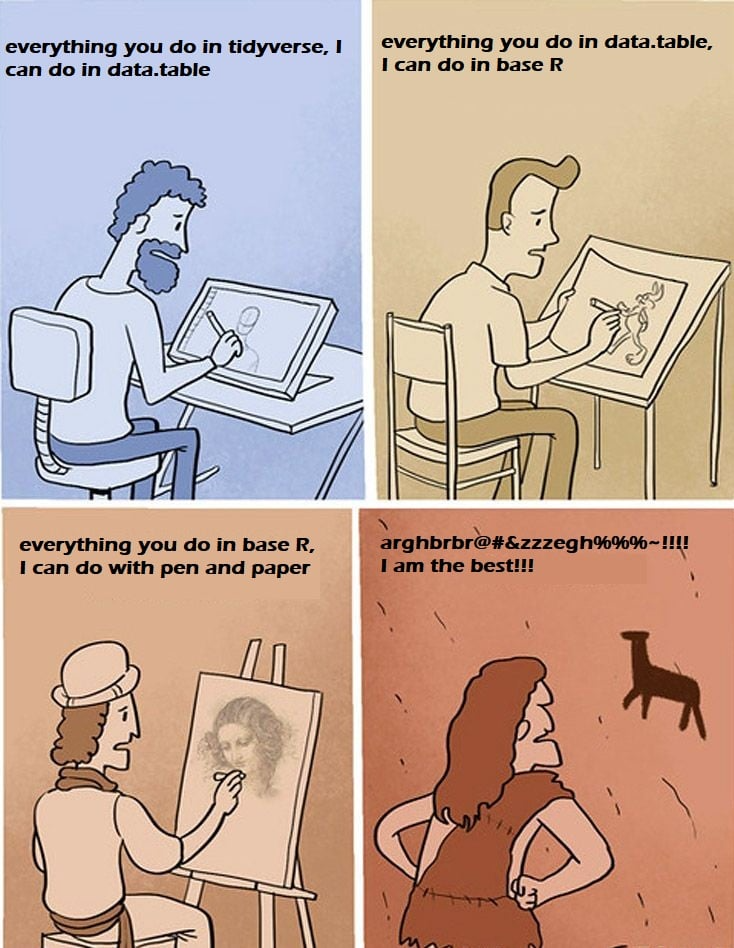 everything you do in tidyverse, I
can do in data.table
everything you do in data.table,
I can do in base R
everything you do in base R,
I can do with pen and paper
arghbrbr@#&zzzegh%%%~!!!!
I am the best!!!